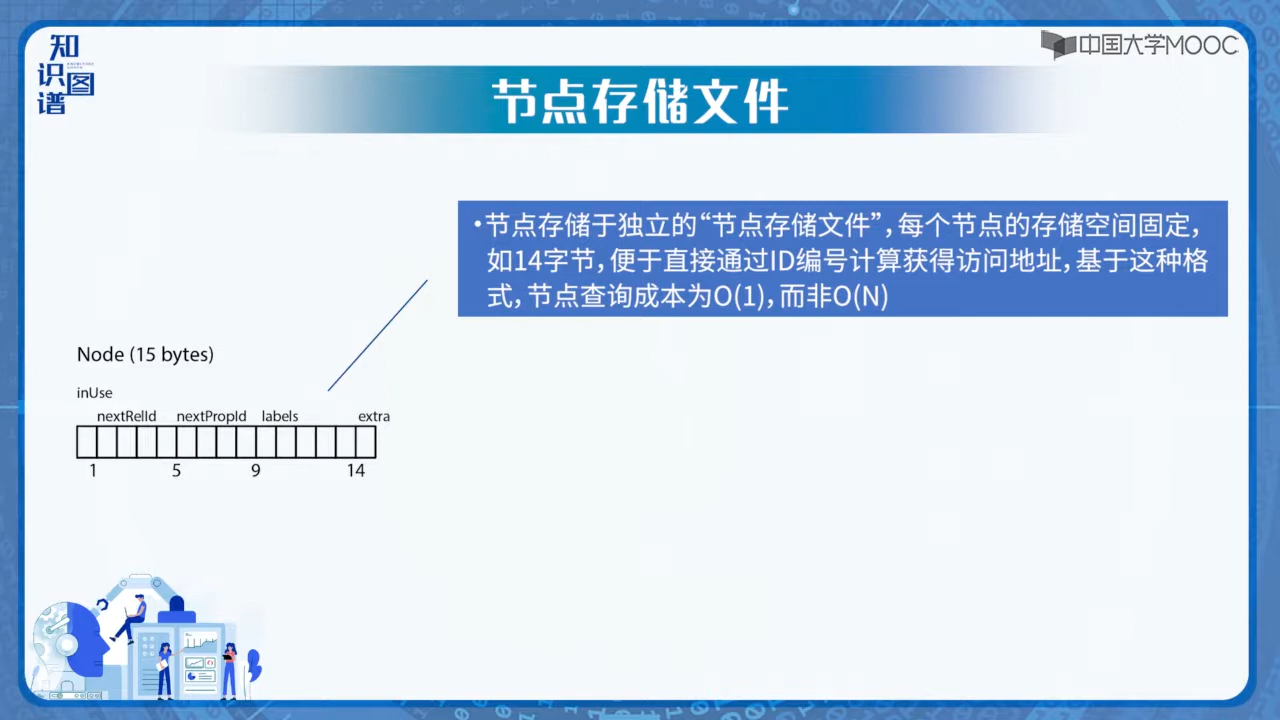 知识图谱
中国大学MOOC
节点存储文件
•节点存储于独立的“节点存储文件”，每个节点的存储空间固定，
如14字节，便于直接通过ID编号计算获得访问地址，基于这种格
式，节点查询成本为O(1)，而非O(N)
Node (15 bytes)
inUse
nextRelId nextPropId labels extra
1 5 9 14